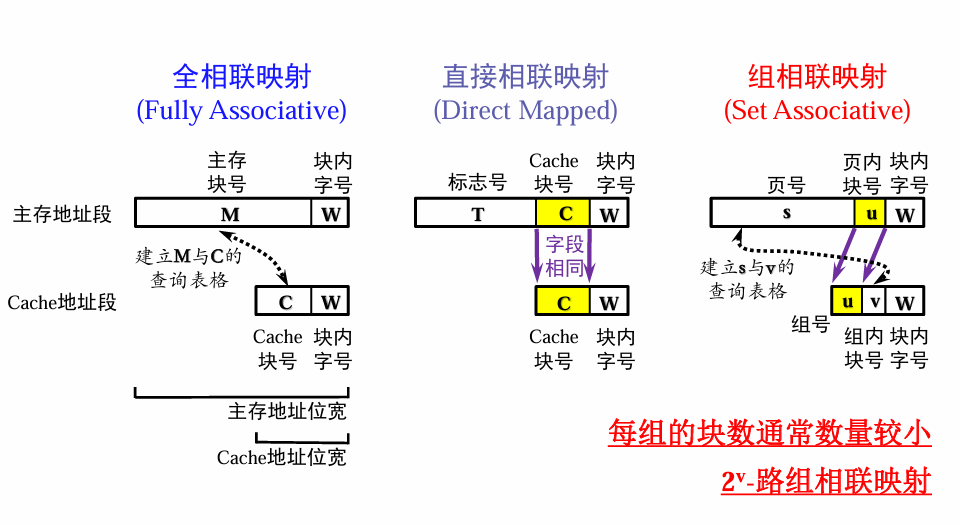 全相联映射
(Fully Associative)
直接相联映射
(Direct Mapped)
组相联映射
(Set Associative)
主存
块号
块内
字号
标志号
Cache
块号
块内
字号
页号
页内
块号
块内
字号
主存地址段
M
W
T
C
W
s
u
W
建立M与C的
查询表格
字段
相同
建立s与v的
查询表格
Cache地址段
C
W
C
W
u
v
W
Cache
块号
块内
字号
Cache
块号
块内
字号
组号
组内
块号
块内
字号
主存地址位宽
Cache地址位宽
每组的块数通常数量较小
2ᵛ-路组相联映射